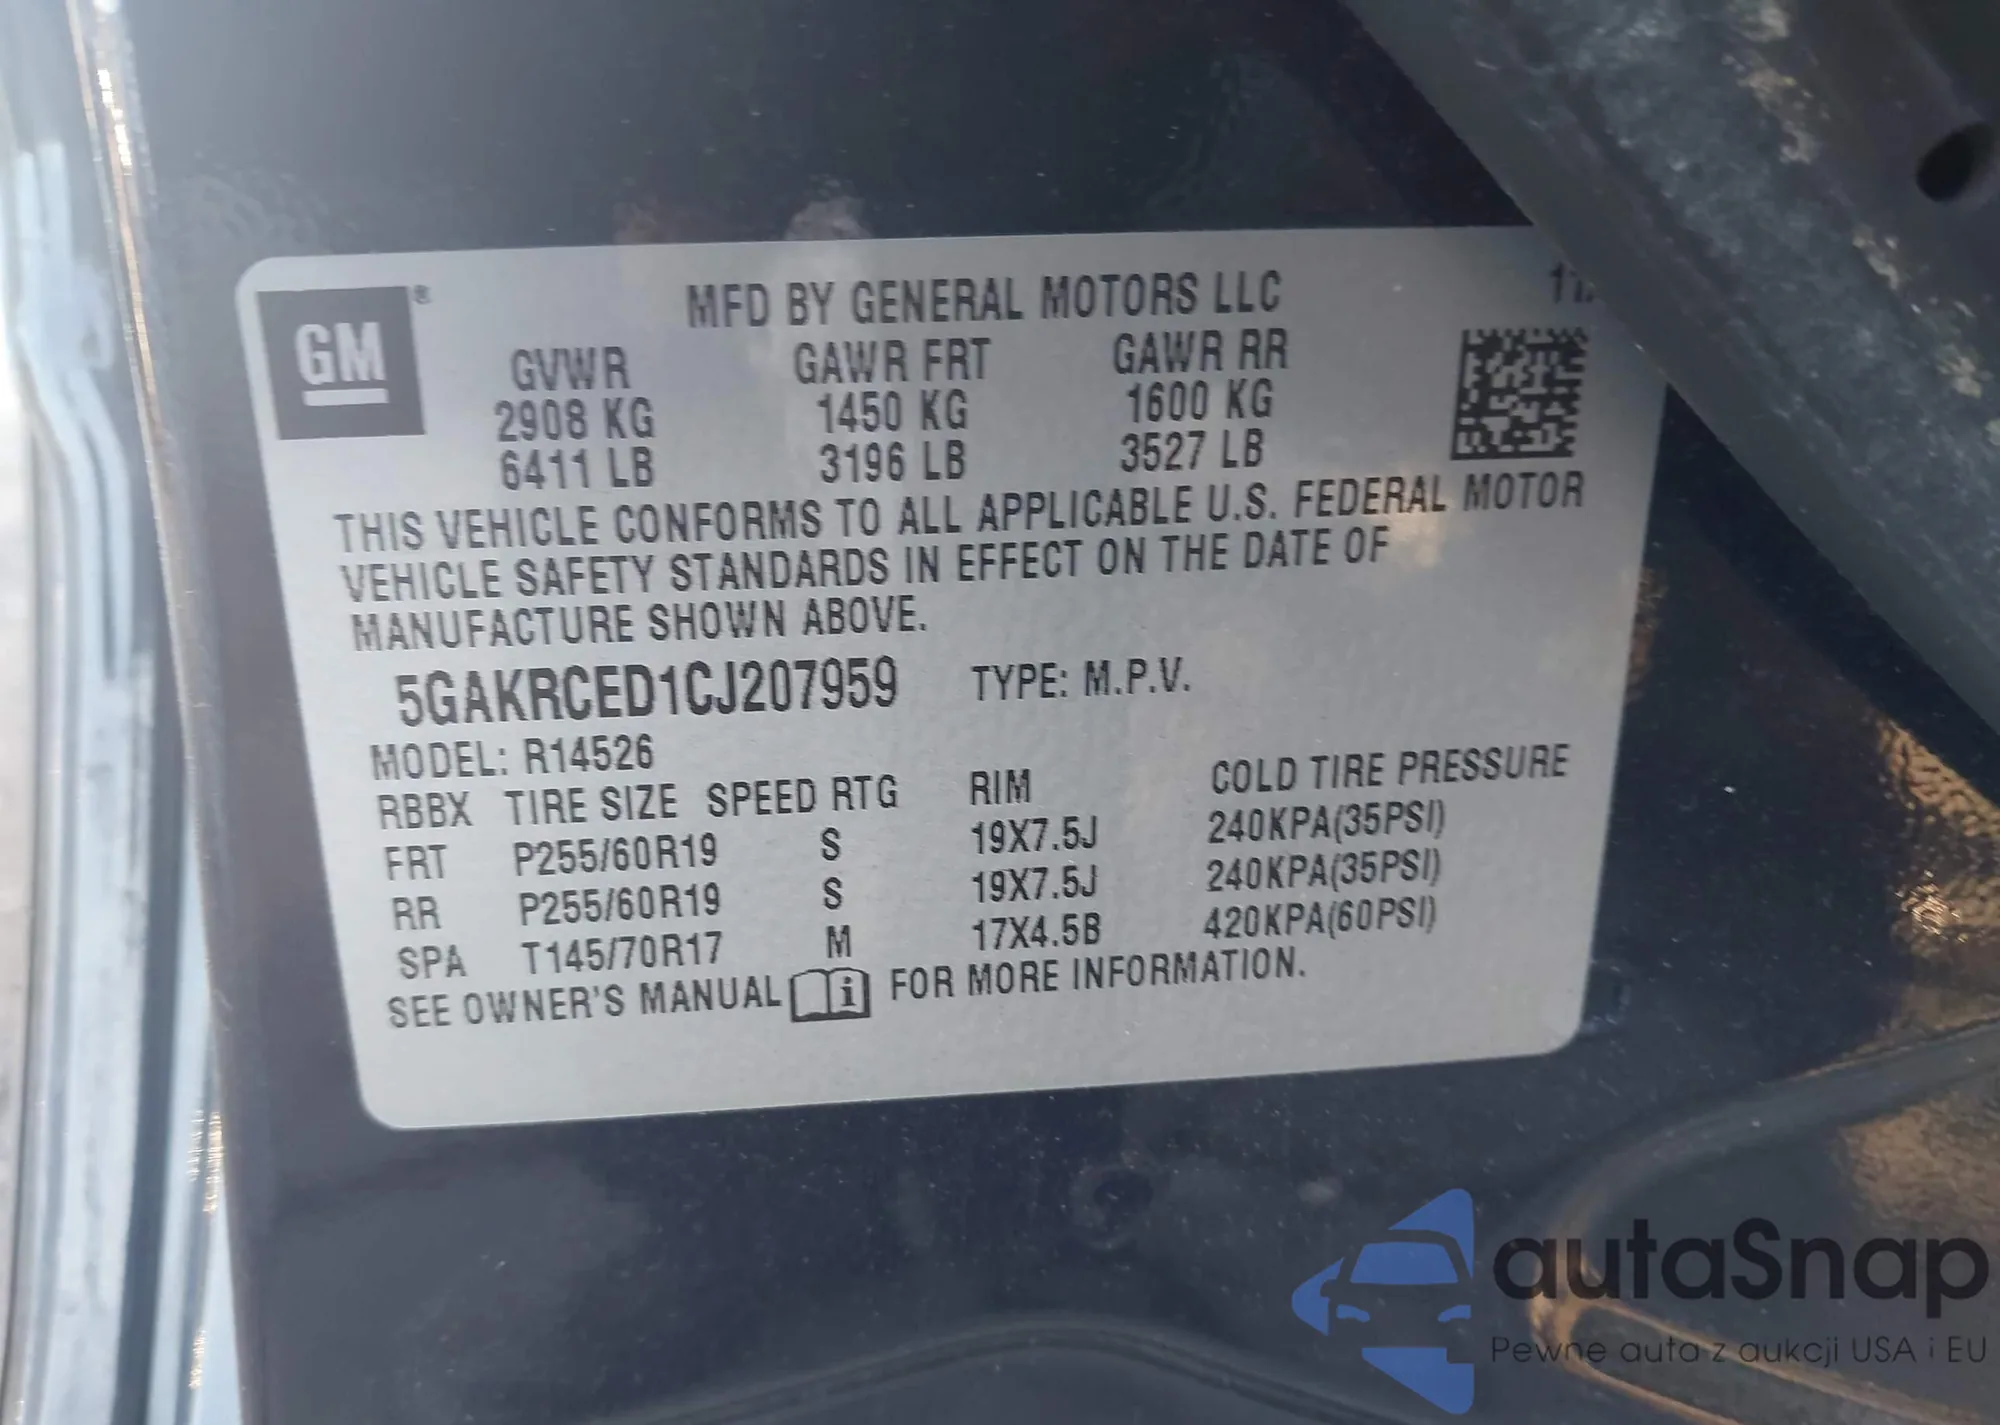 GM ®
MFD BY GENERAL MOTORS LLC
GVWR GAWR FRT GAWR RR
2908 KG 1450 KG 1600 KG
6411 LB 3196 LB 3527 LB
THIS VEHICLE CONFORMS TO ALL APPLICABLE U.S. FEDERAL MOTOR
VEHICLE SAFETY STANDARDS IN EFFECT ON THE DATE OF
MANUFACTURE SHOWN ABOVE.
5GAKRCED1CJ207959 TYPE: M.P.V.
MODEL: R14526
RBBX TIRE SIZE SPEED RTG RIM COLD TIRE PRESSURE
FRT P255/60R19 S 19X7.5J 240KPA(35PSI)
RR P255/60R19 S 19X7.5J 240KPA(35PSI)
SPA T145/70R17 M 17X4.5B 420KPA(60PSI)
SEE OWNER'S MANUAL i FOR MORE INFORMATION.
autaSnap
Pewne auta z aukcji USA i EU